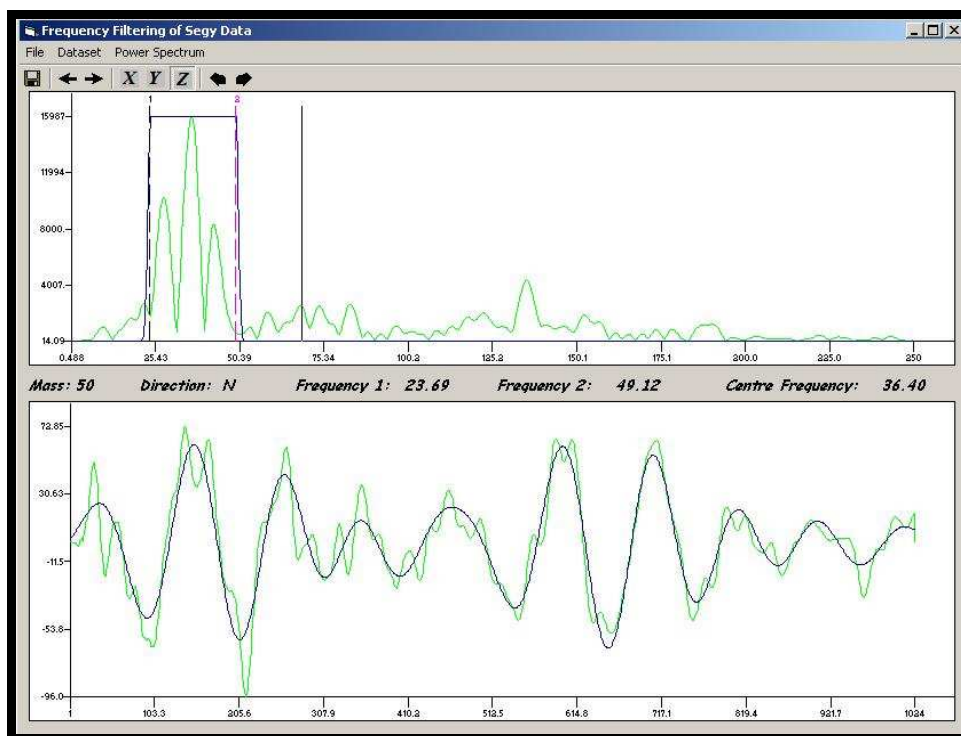 Frequency Filtering of Segy Data
File Dataset Power Spectrum
X Y Z
1 2
15987
11994
8000.
4007.
14.09
0.488 25.43 50.39 75.34 100.2 125.2 150.1 175.1 200.0 225.0 250
Mass: 50 Direction: N Frequency 1: 23.69 Frequency 2: 49.12 Centre Frequency: 36.40
72.85
30.63
-11.5
-53.8
-96.0
1 103.3 205.6 307.9 410.2 512.5 614.8 717.1 819.4 921.7 1024